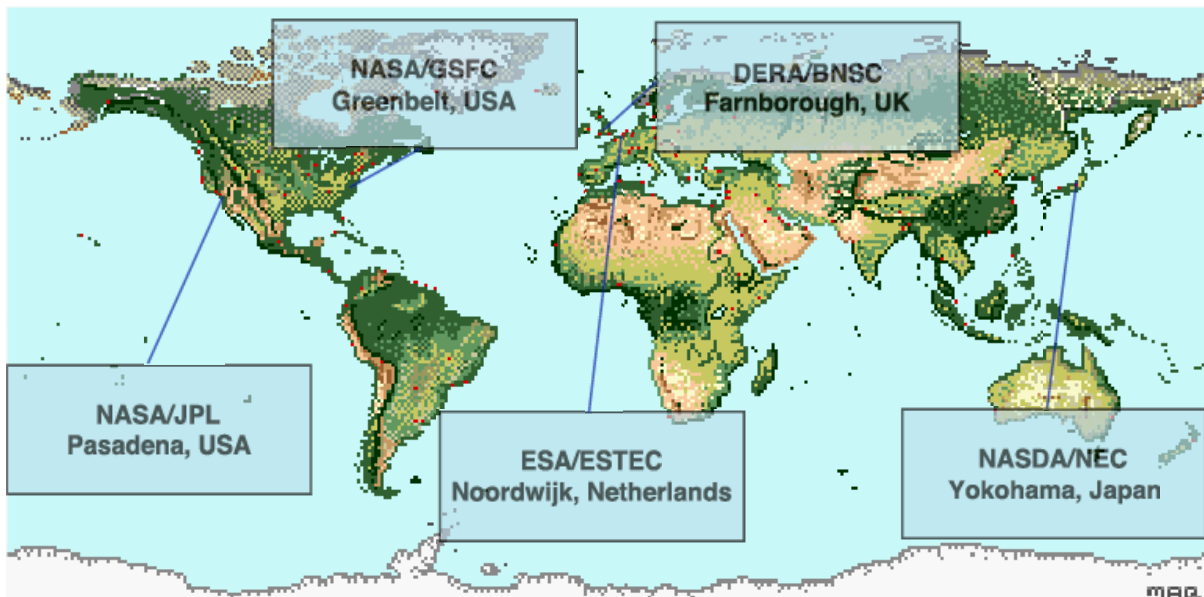 NASA/GSFC
Greenbelt, USA
DERA/BNSC
Farnborough, UK
NASA/JPL
Pasadena, USA
ESA/ESTEC
Noordwijk, Netherlands
NASDA/NEC
Yokohama, Japan